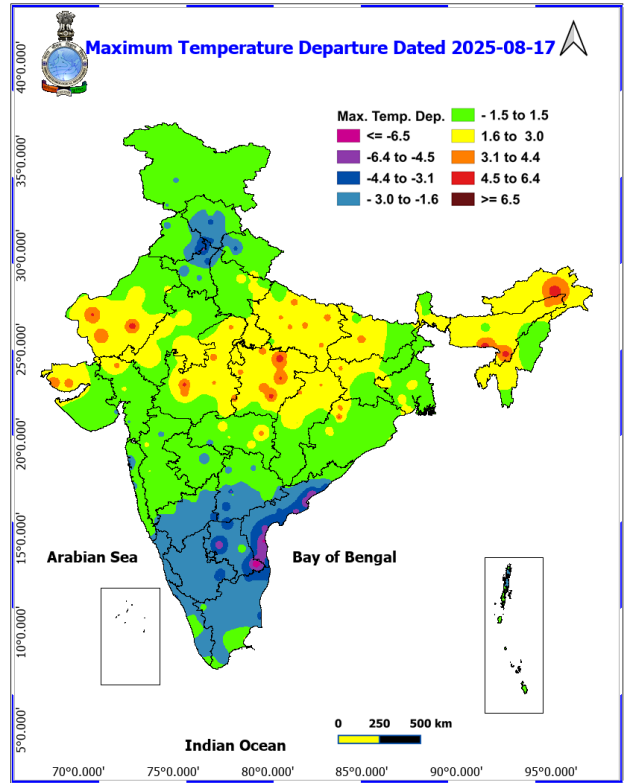 Maximum Temperature Departure Dated 2025-08-17
Max. Temp. Dep.
<= -6.5
-6.4 to -4.5
-4.4 to -3.1
- 3.0 to -1.6
- 1.5 to 1.5
1.6 to 3.0
3.1 to 4.4
4.5 to 6.4
>= 6.5
40°0.000'
35°0.000'
30°0.000'
25°0.000'
20°0.000'
15°0.000'
10°0.000'
5°0.000'
Arabian Sea
Bay of Bengal
Indian Ocean
0 250 500 km
70°0.000' 75°0.000' 80°0.000' 85°0.000' 90°0.000' 95°0.000'